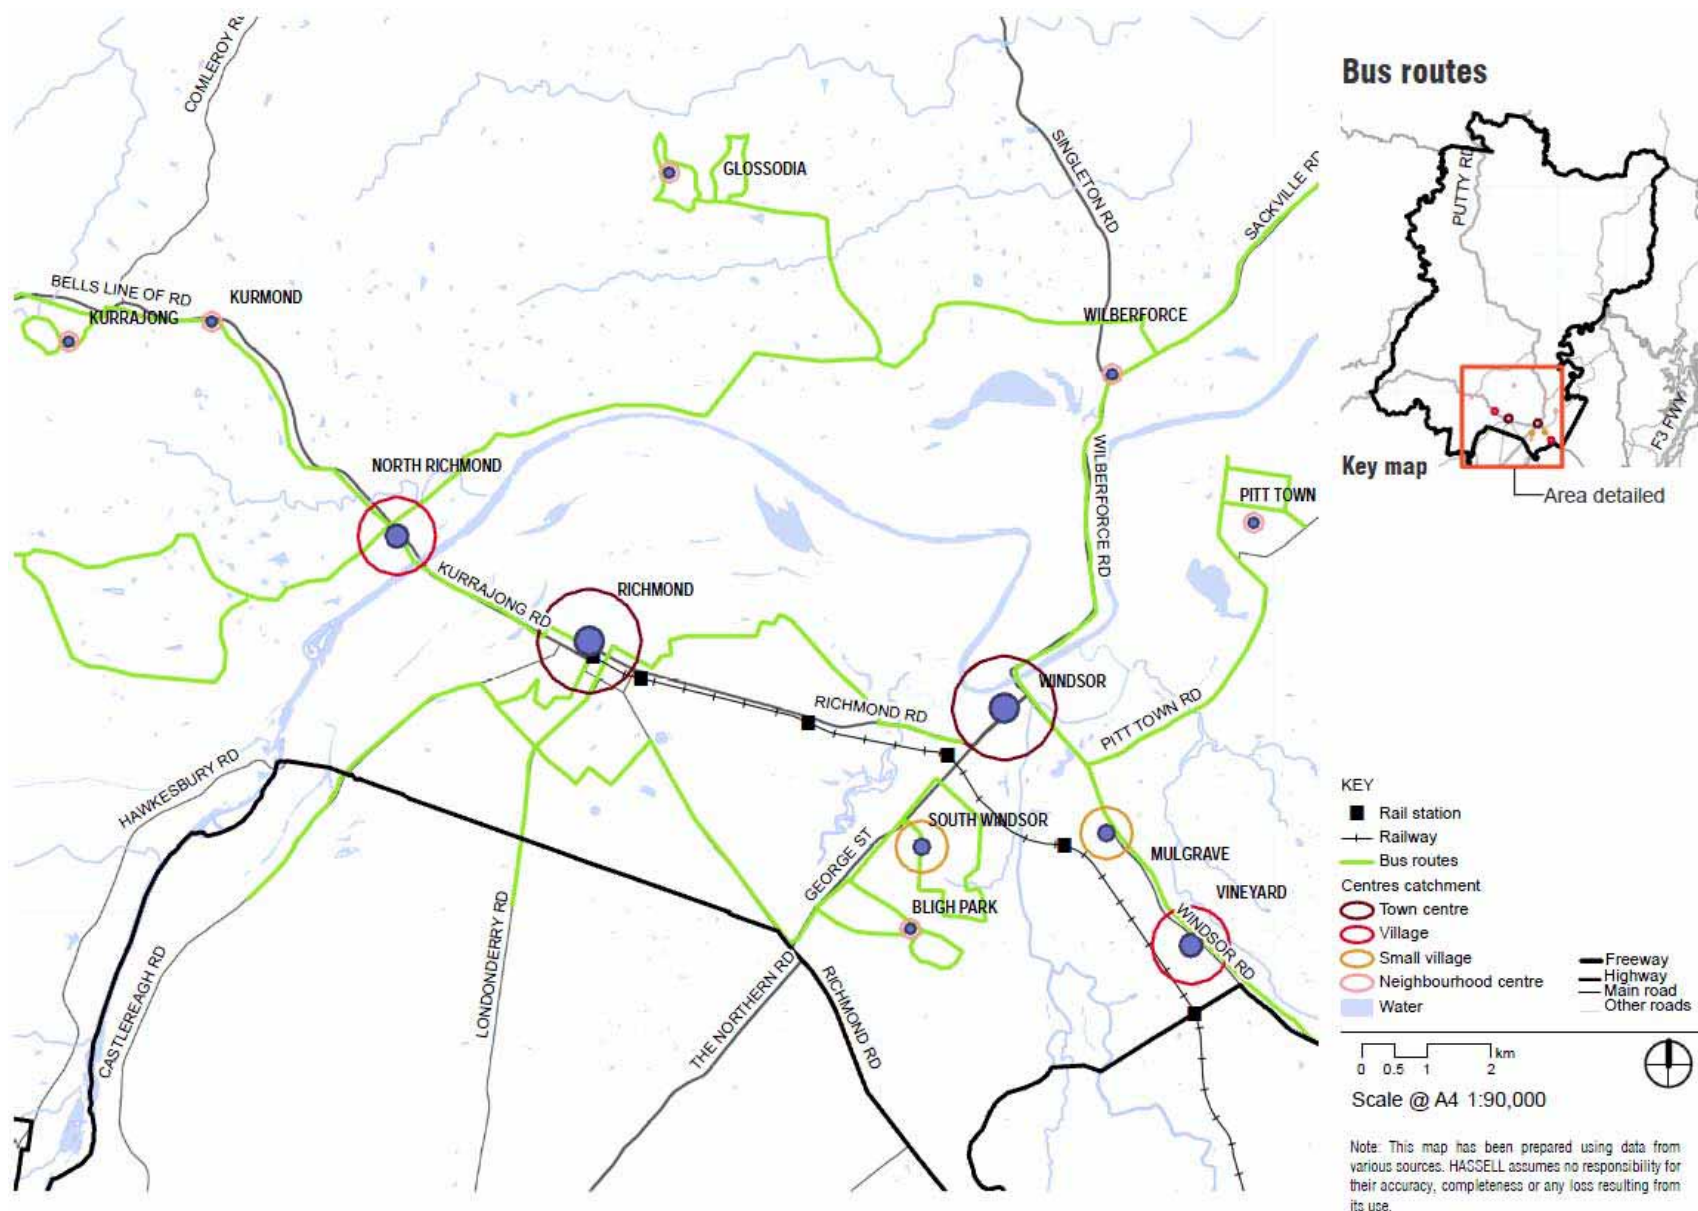 Bus routes
PUTTY RD
F3 FWY
Key map
Area detailed
COMLEROY RD
GLOSSODIA
SINGLETON RD
SACKVILLE RD
BELLS LINE OF RD
KURMOND
KURRAJONG
WILBERFORCE
NORTH RICHMOND
WILBERFORCE RD
PITT TOWN
KURRAJONG RD
RICHMOND
WINDSOR
RICHMOND RD
PITT TOWN RD
HAWKESBURY RD
SOUTH WINDSOR
GEORGE ST
MULGRAVE
VINEYARD
BLIGH PARK
WINDSOR RD
LONDONDERRY RD
CASTLEREAGH RD
THE NORTHERN RD
RICHMOND RD
KEY
Rail station
Railway
Bus routes
Centres catchment
Town centre
Village
Small village
Neighbourhood centre
Water
Freeway
Highway
Main road
Other roads
km
0 0.5 1 2
Scale @ A4 1:90,000
Note: This map has been prepared using data from
various sources. HASSELL assumes no responsibility for
their accuracy, completeness or any loss resulting from
its use.